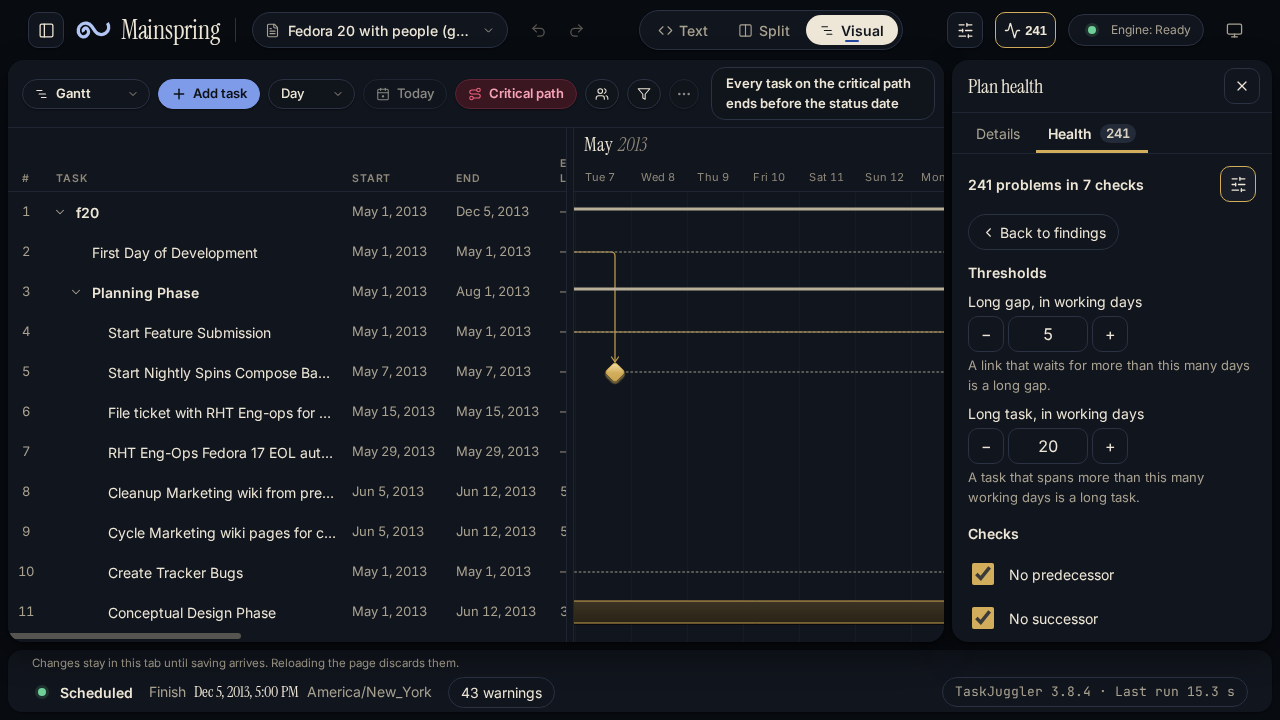 Mainspring
Fedora 20 with people (g...
Text
Split
Visual
241
Engine: Ready
Gantt
Add task
Day
Today
Critical path
Every task on the critical path
ends before the status date
# TASK START END
May 2013
Tue 7 Wed 8 Thu 9 Fri 10 Sat 11 Sun 12 Mon
1 f20 May 1, 2013 Dec 5, 2013 –
2 First Day of Development May 1, 2013 May 1, 2013 –
3 Planning Phase May 1, 2013 Aug 1, 2013 –
4 Start Feature Submission May 1, 2013 May 1, 2013 –
5 Start Nightly Spins Compose Ba... May 7, 2013 May 7, 2013 –
6 File ticket with RHT Eng-ops for ... May 15, 2013 May 15, 2013 –
7 RHT Eng-Ops Fedora 17 EOL aut... May 29, 2013 May 29, 2013 –
8 Cleanup Marketing wiki from pre... Jun 5, 2013 Jun 12, 2013 5
9 Cycle Marketing wiki pages for c... Jun 5, 2013 Jun 12, 2013 5
10 Create Tracker Bugs May 1, 2013 May 1, 2013 –
11 Conceptual Design Phase May 1, 2013 Jun 12, 2013 3
Plan health
Details
Health 241
241 problems in 7 checks
Back to findings
Thresholds
Long gap, in working days
− 5 +
A link that waits for more than this many days
is a long gap.
Long task, in working days
− 20 +
A task that spans more than this many
working days is a long task.
Checks
No predecessor
No successor
Changes stay in this tab until saving arrives. Reloading the page discards them.
Scheduled Finish Dec 5, 2013, 5:00 PM America/New_York 43 warnings
TaskJuggler 3.8.4 · Last run 15.3 s